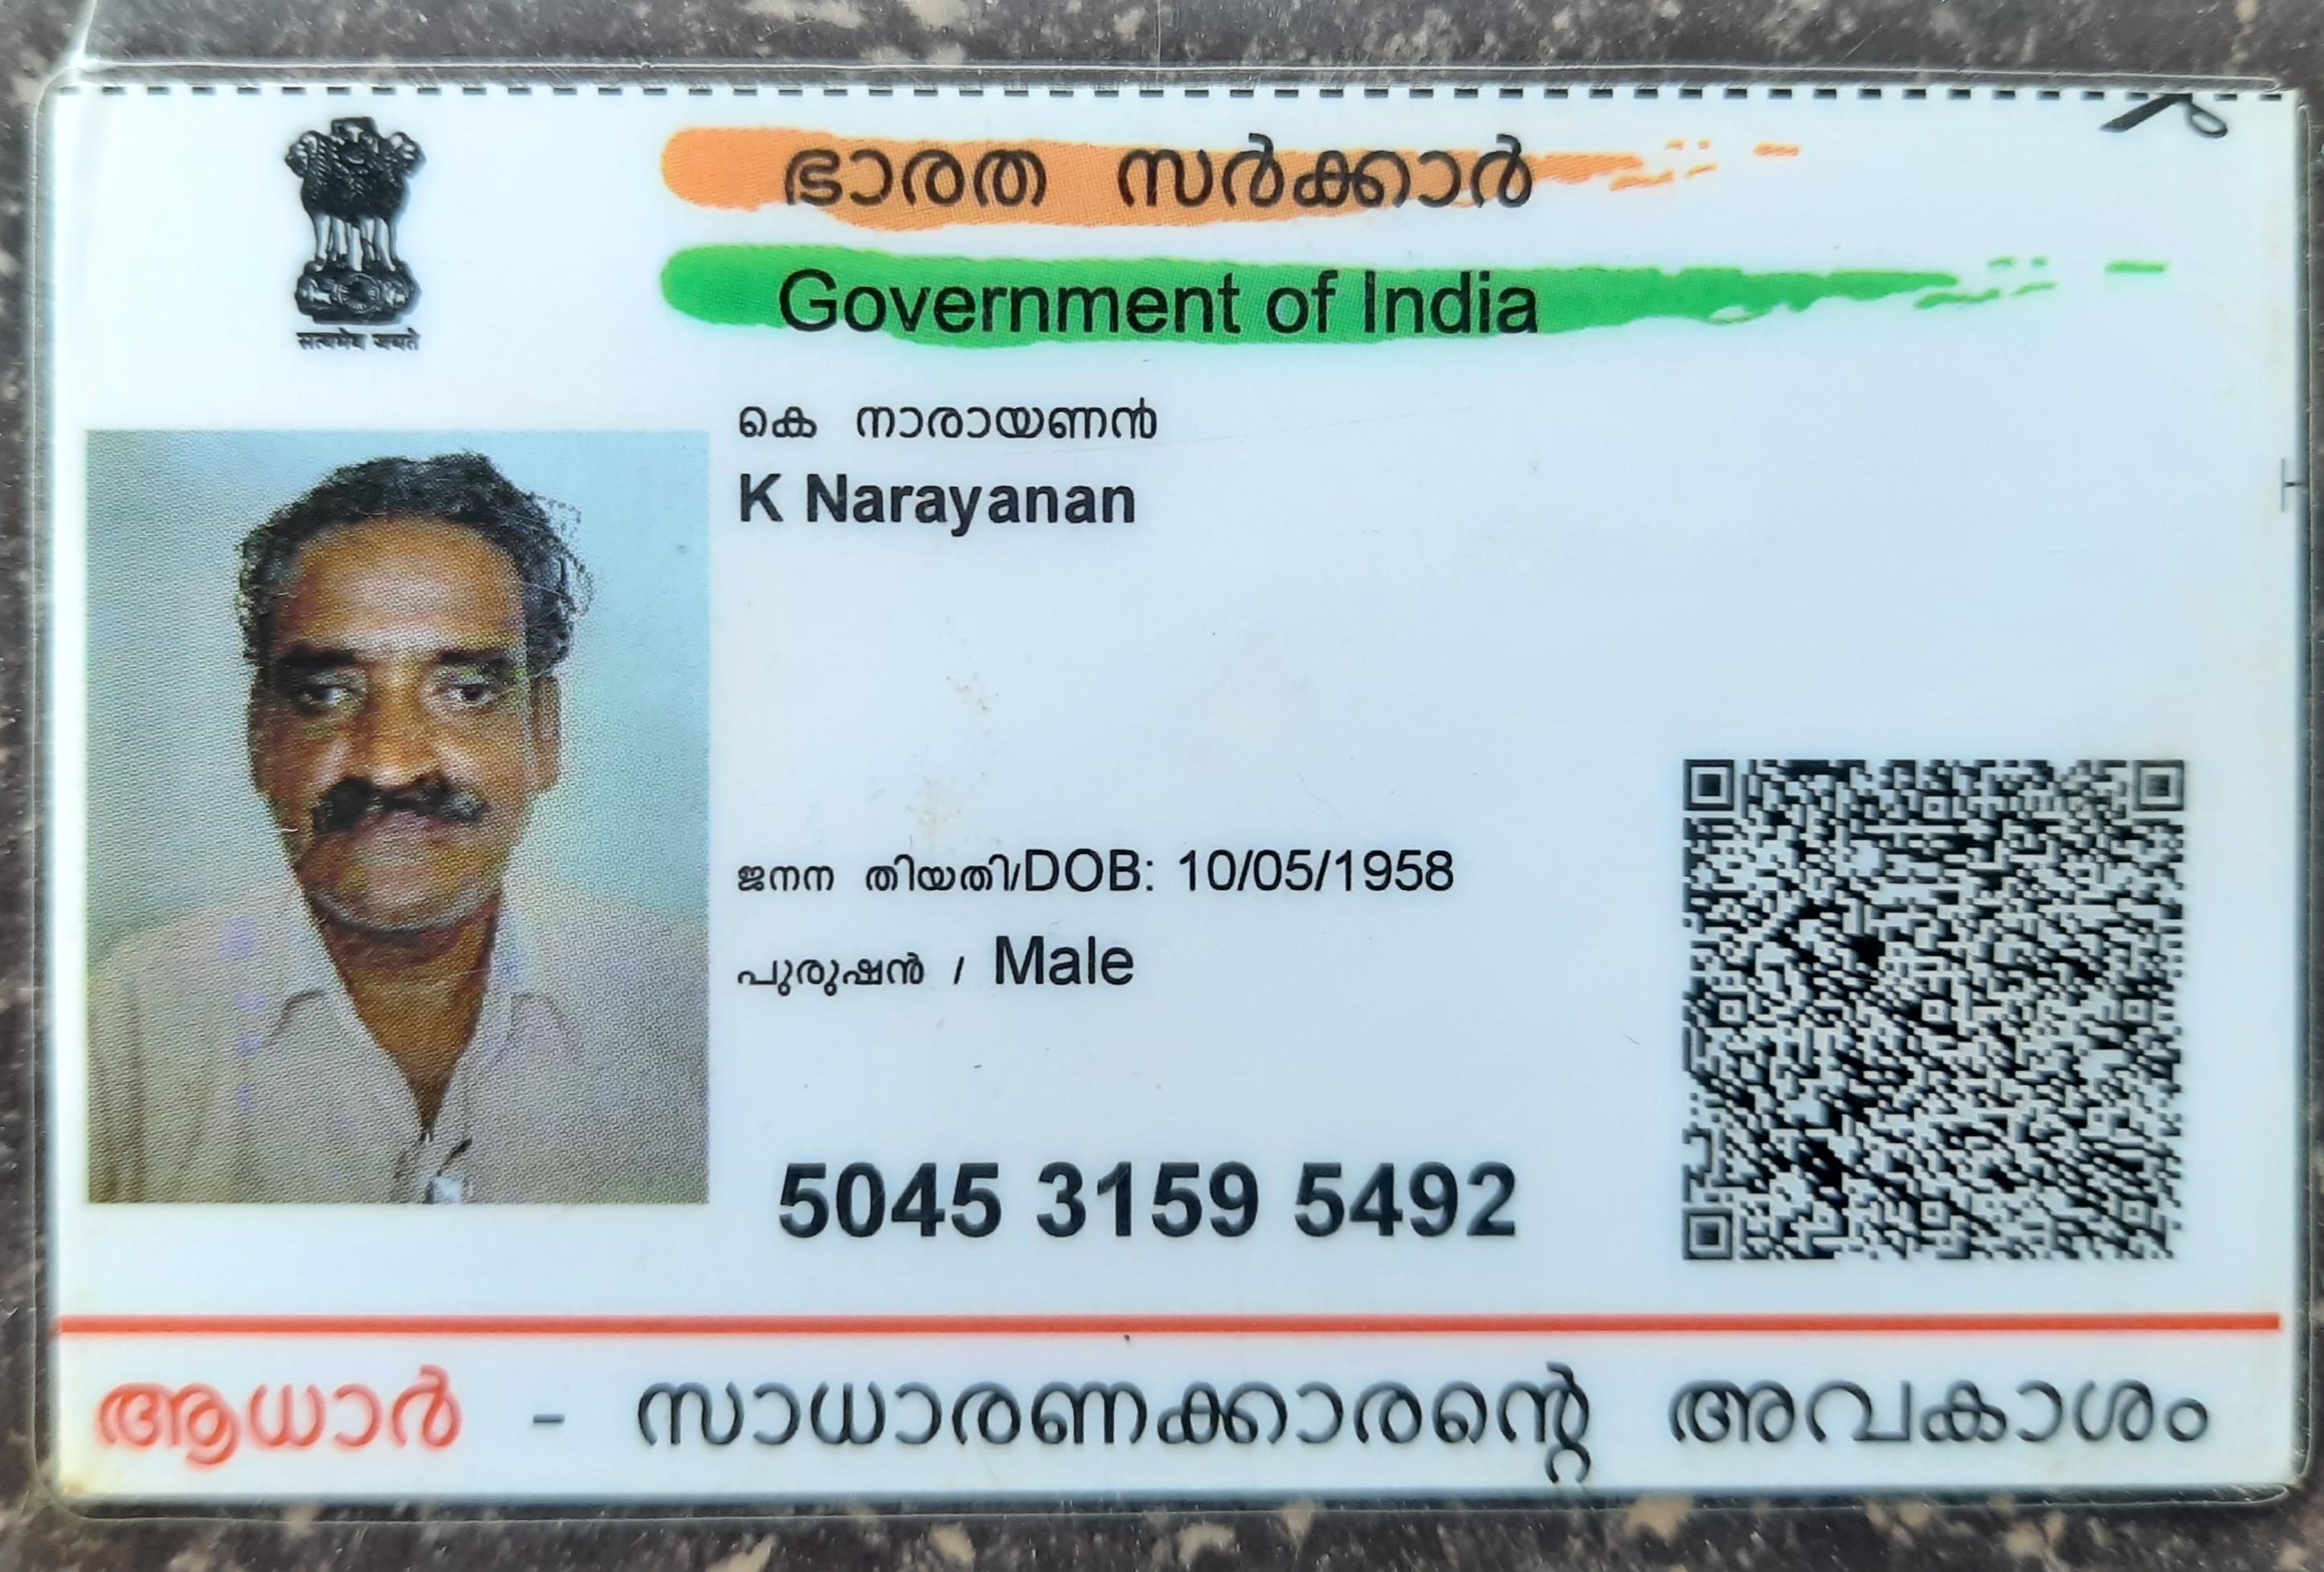 ഭാരത സർക്കാർ
Government of India
सत्यमेव जयते
കെ നാരായണൻ
K Narayanan
ജനന തിയതി/DOB: 10/05/1958
പുരുഷൻ / Male
5045 3159 5492
ആധാർ - സാധാരണക്കാരന്റെ അവകാശം